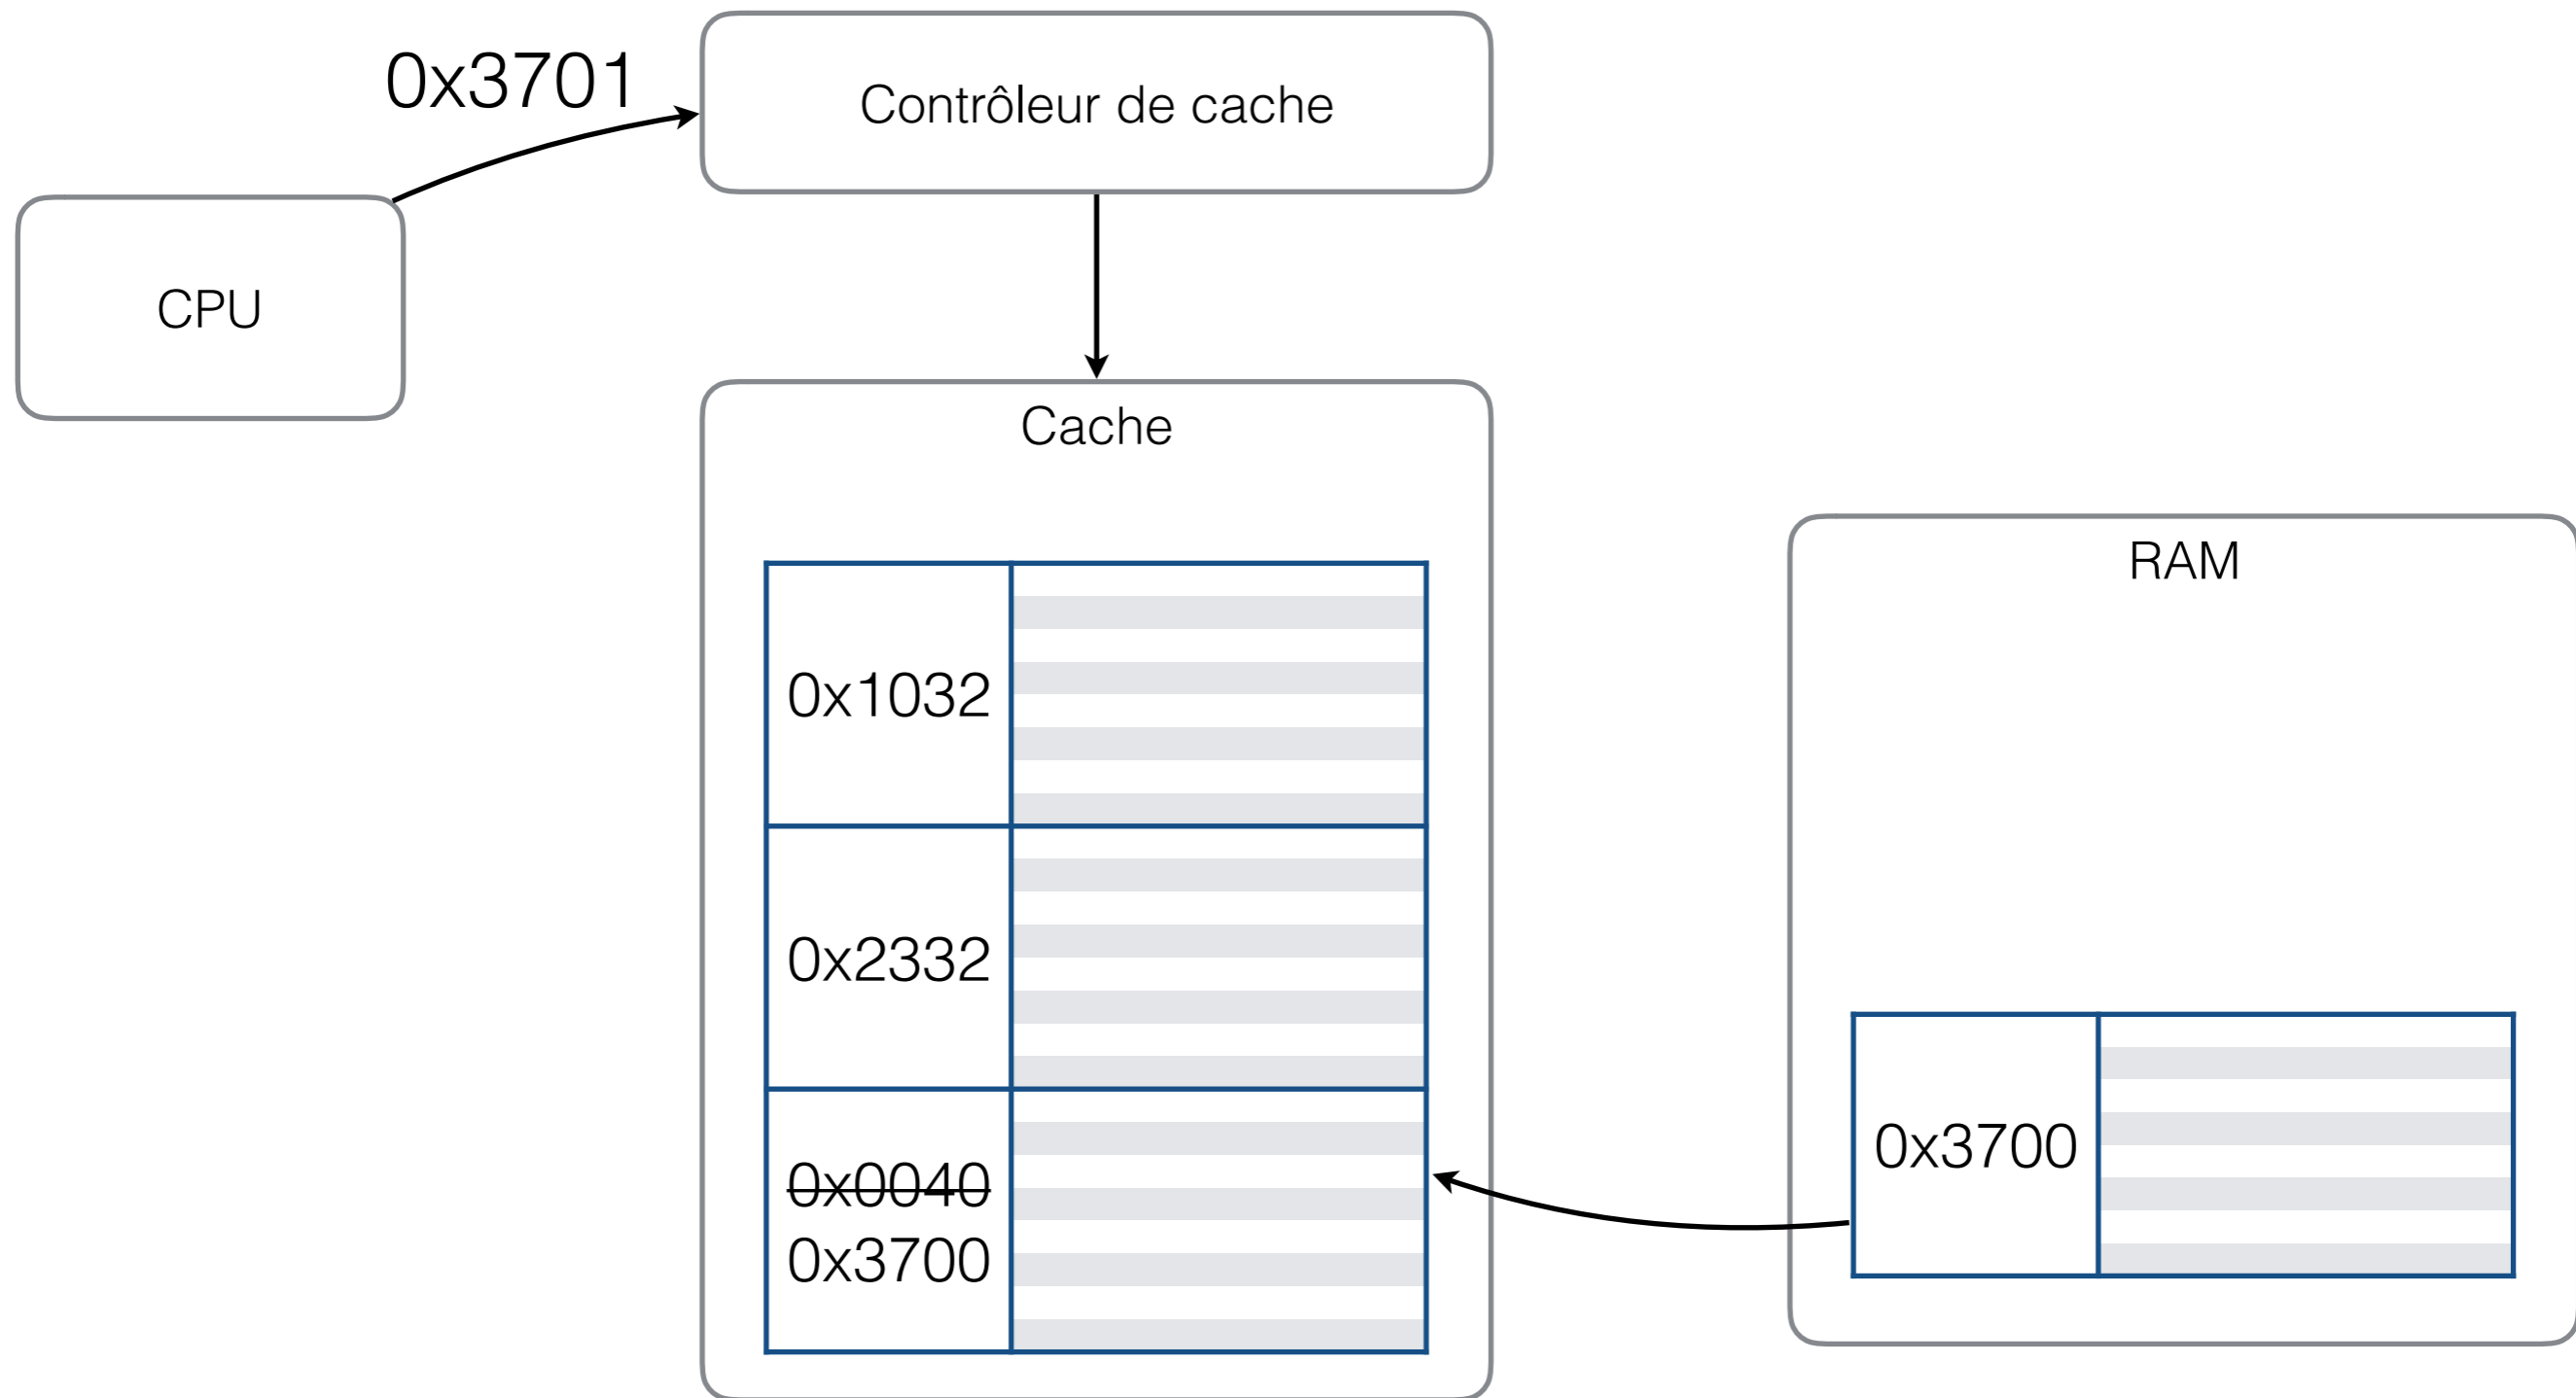 0x3701
Contrôleur de cache
CPU
Cache
RAM
0x1032
0x2332
0x0040
0x3700
0x3700